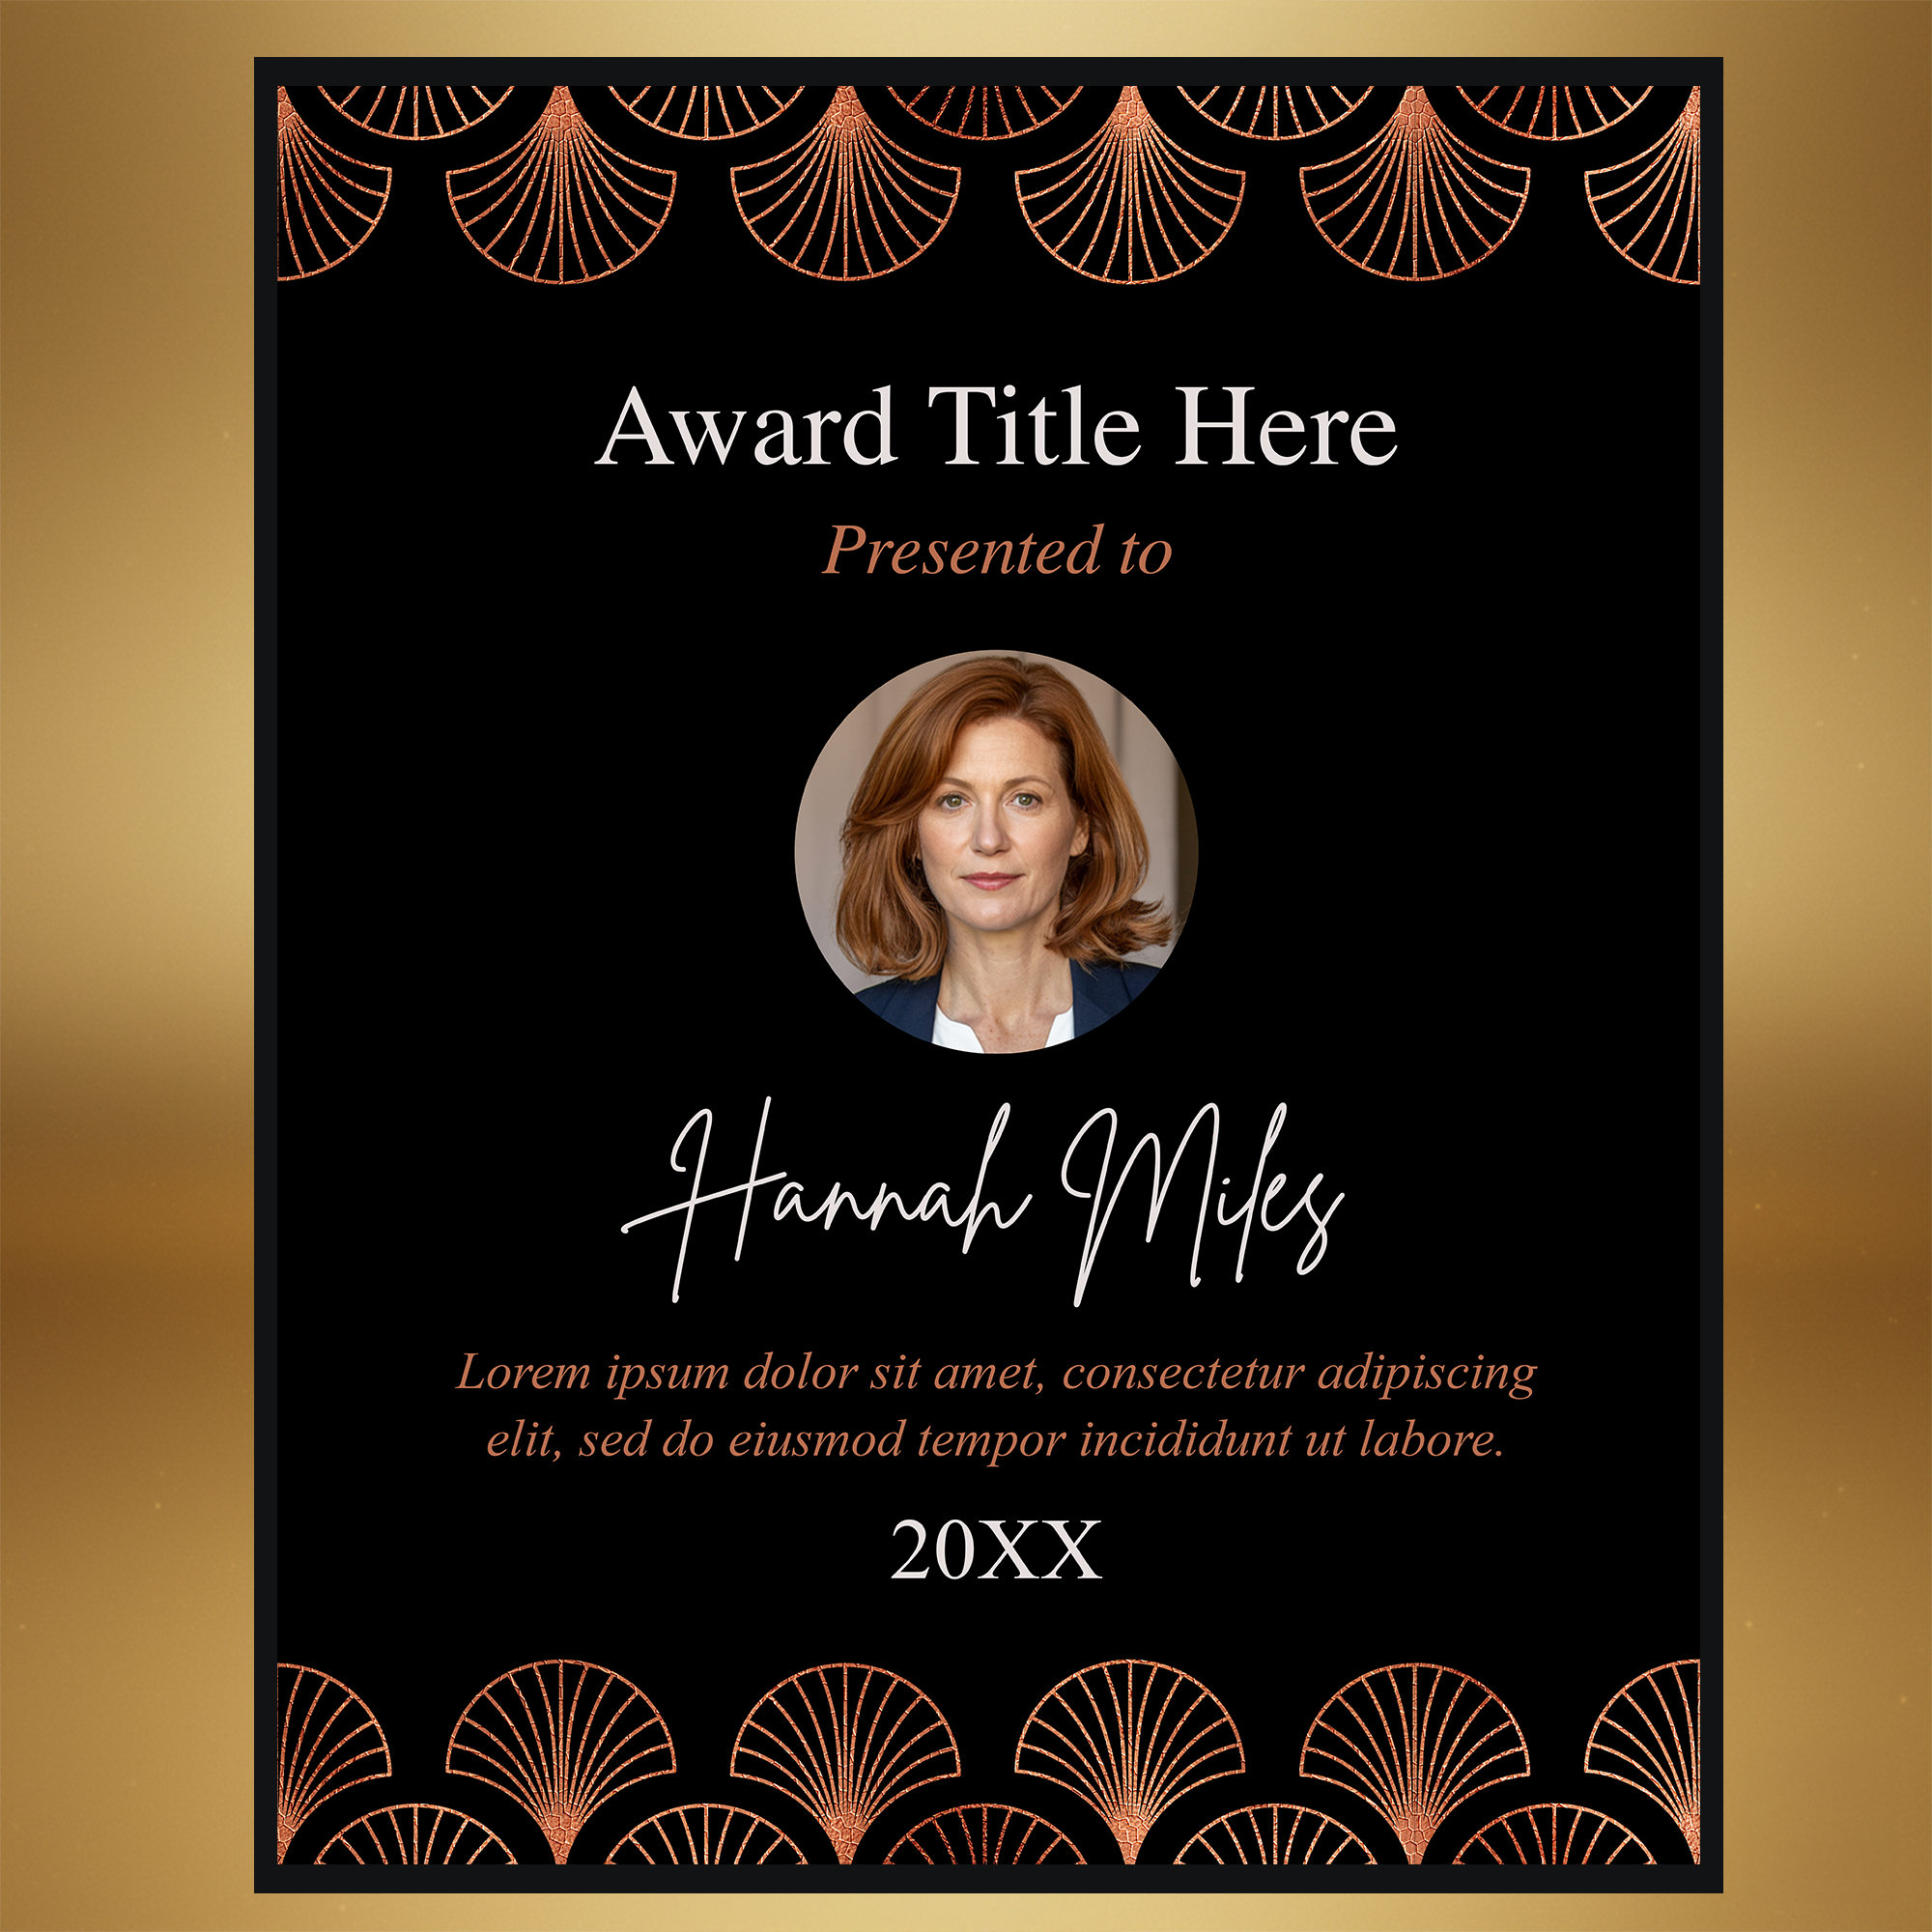 Award Title Here
Presented to
Hannah Miles
Lorem ipsum dolor sit amet, consectetur adipiscing
elit, sed do eiusmod tempor incididunt ut labore.
20XX